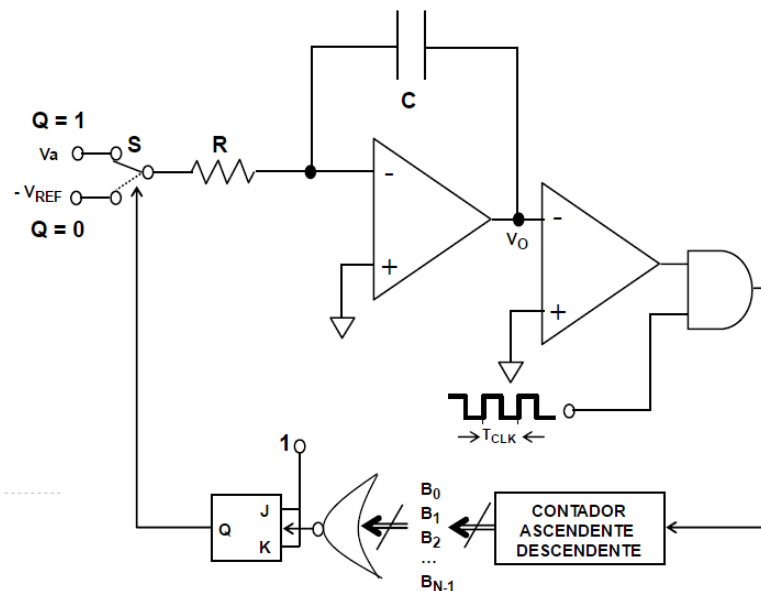 C
Q = 1
S
R
Va
- VREF
Q = 0
-
+
VO
-
+
TCLK
1
J
Q
K
B0
B1
B2
...
BN-1
CONTADOR
ASCENDENTE
DESCENDENTE